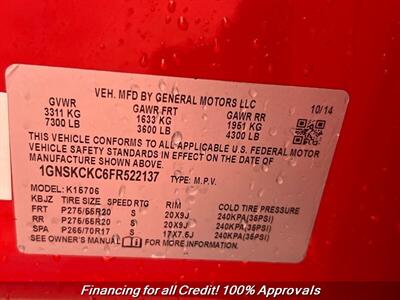 VEH. MFD BY GENERAL MOTORS LLC
GVWR GAWR FRT GAWR RR 10/14
3311 KG 1633 KG 1951 KG
7300 LB 3600 LB 4300 LB
THIS VEHICLE CONFORMS TO ALL APPLICABLE U.S. FEDERAL MOTOR
VEHICLE SAFETY STANDARDS IN EFFECT ON THE DATE OF
MANUFACTURE SHOWN ABOVE.
1GNSKCKC6FR522137 TYPE: M.P.V.
MODEL: K15706
KBJZ TIRE SIZE SPEED RTG RIM COLD TIRE PRESSURE
FRT P275/55R20 S 20X9J 240KPA(35PSI)
RR P275/55R20 S 20X9J 240KPA(35PSI)
SPA P265/70R17 S 17X7.5J 240KPA(35PSI)
SEE OWNER'S MANUAL FOR MORE INFORMATION.
Financing for all Credit! 100% Approvals